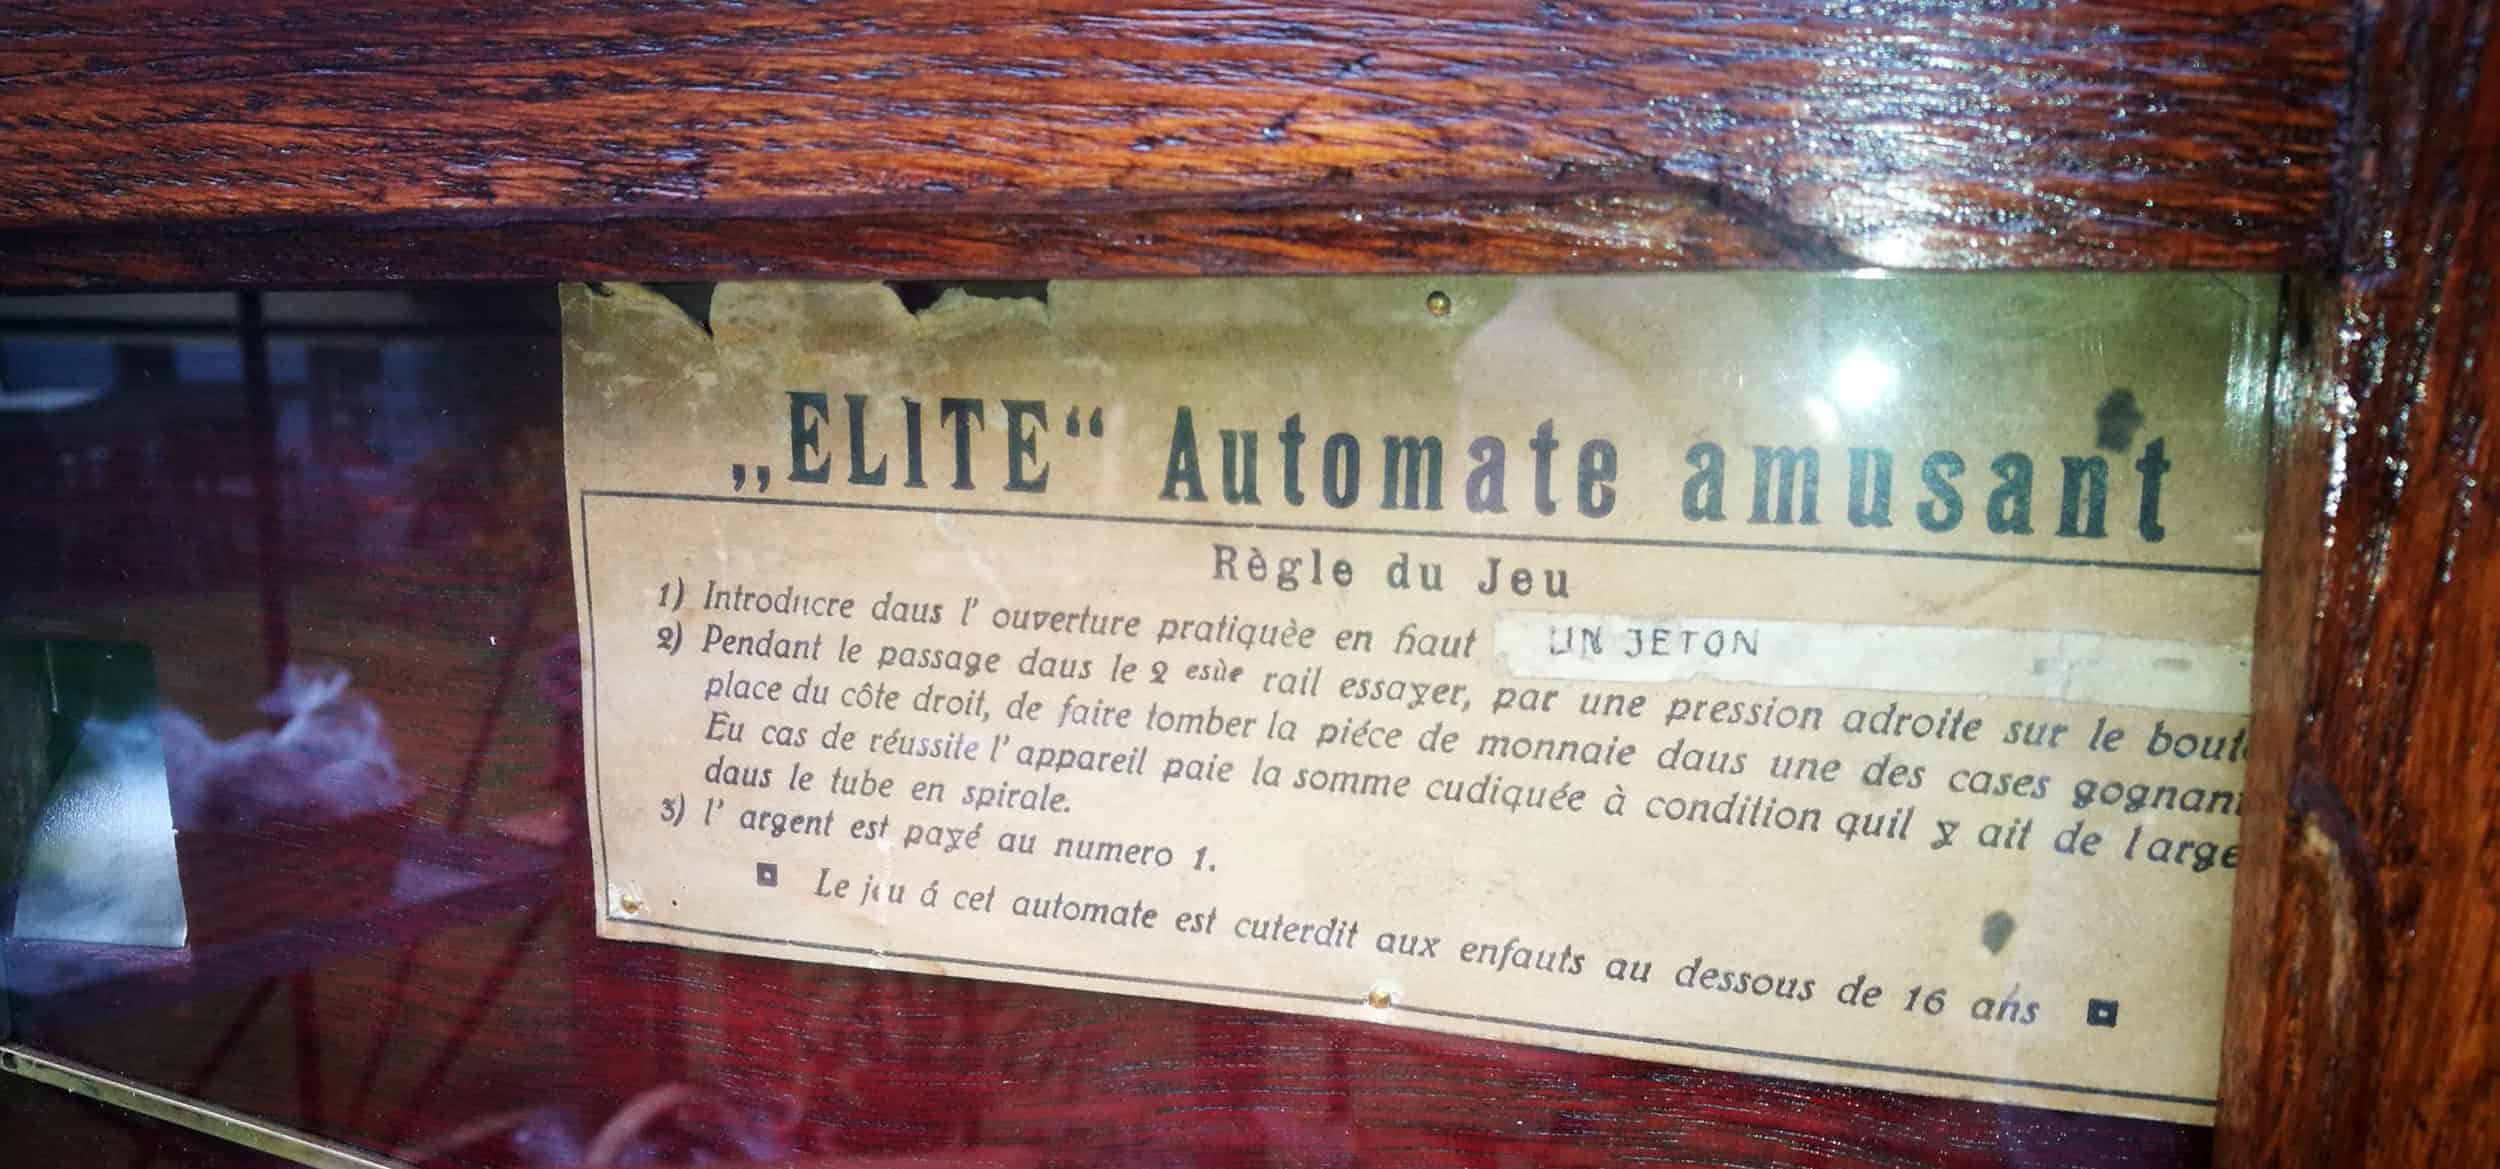 „ELITE“ Automate amusant
Règle du Jeu
1) Introducre daus l' ouverture pratiquèe en haut UN JETON
2) Pendant le passage daus le 2 esùe rail essayer, par une pression adroite sur le bout
place du côte droit, de faire tomber la piéce de monnaie daus une des cases gognan
Eu cas de réussite l' appareil paie la somme cudiquée à condition quil y ait de l arge
daus le tube en spirale.
3) l' argent est payé au numero 1.
Le jeu á cet automate est cuterdit aux enfauts au dessous de 16 ans